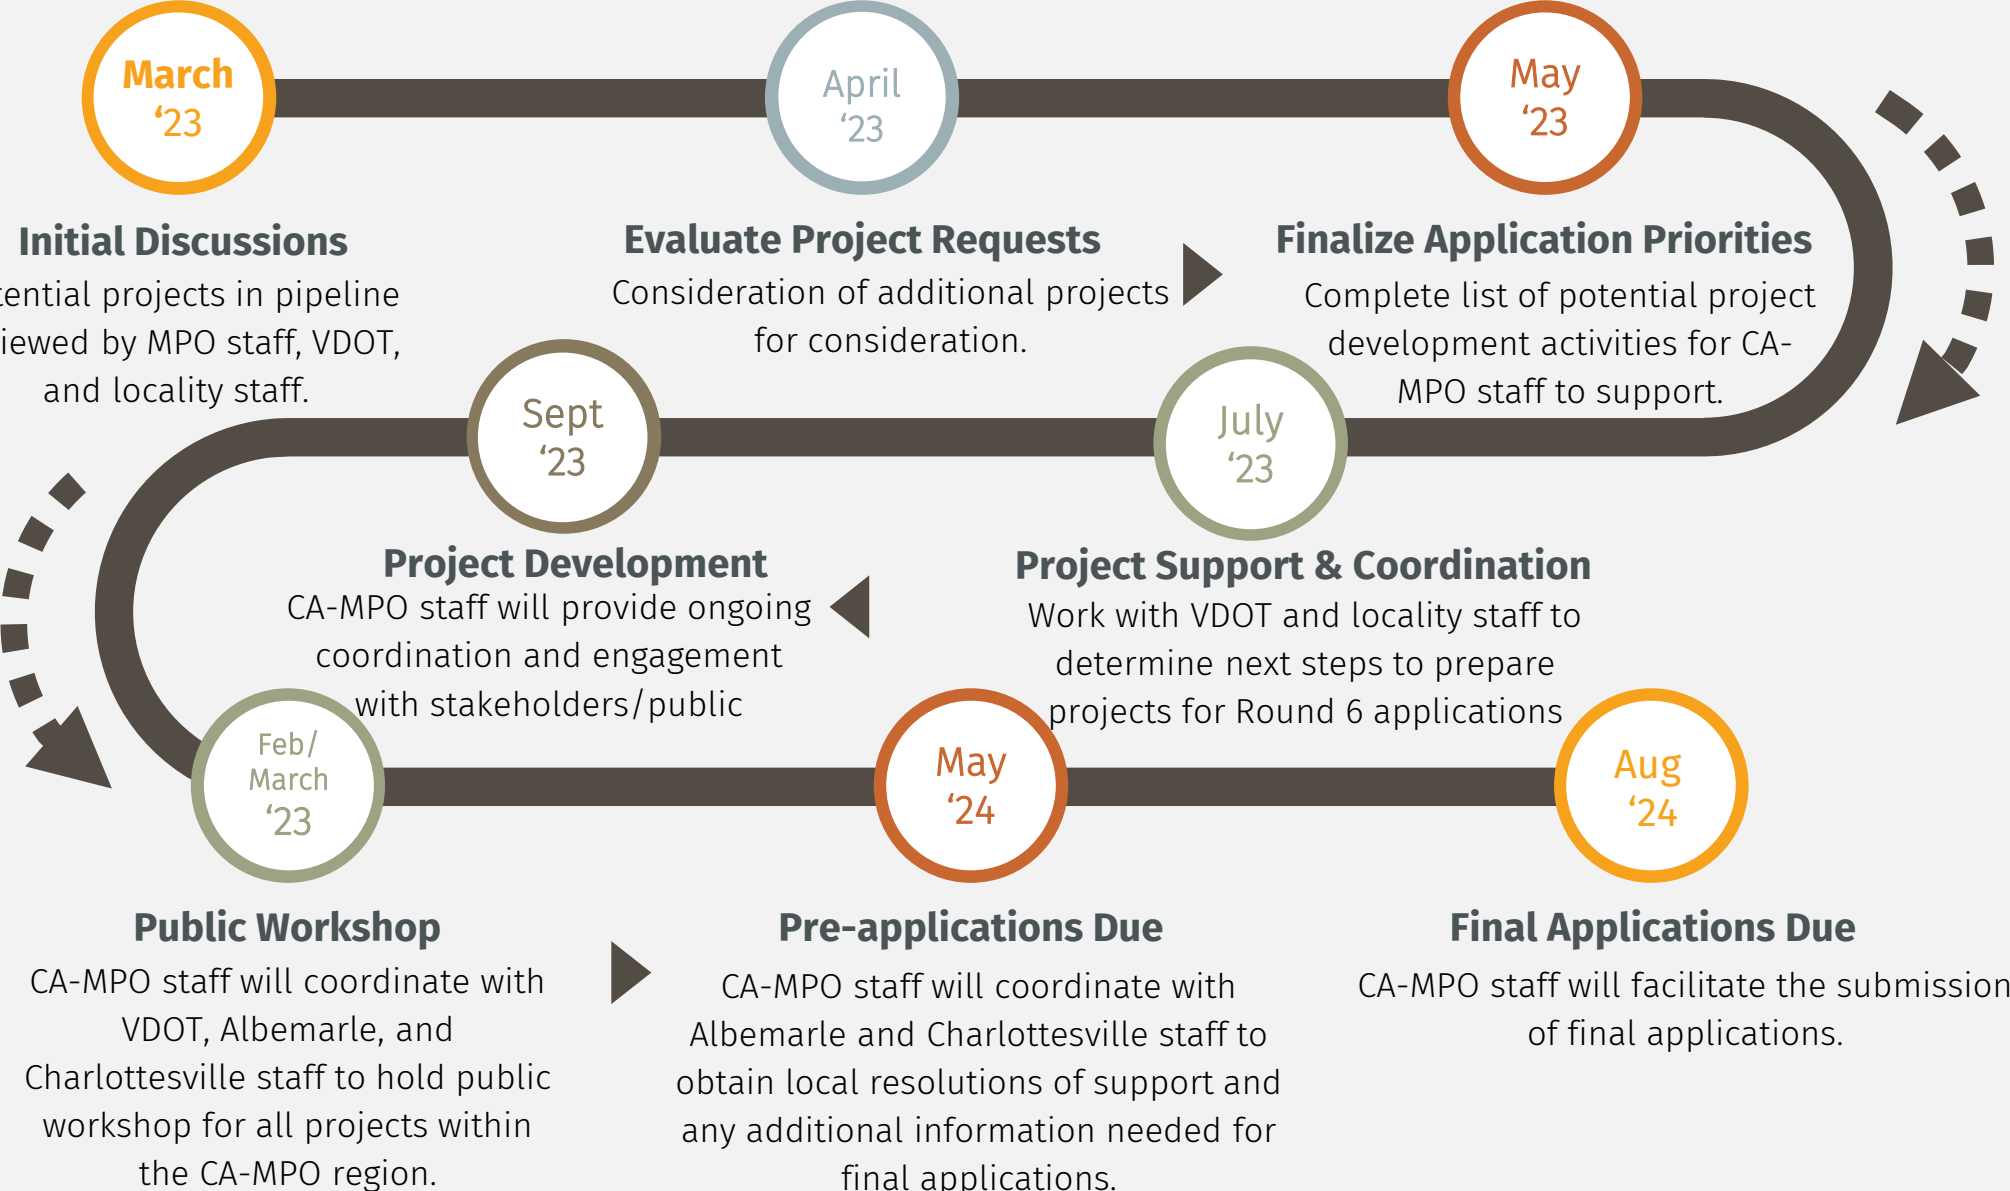 March
‘23
April
‘23
May
‘23
Initial Discussions
projects in pipeline
by MPO staff, VDOT,
and locality staff.
Evaluate Project Requests
Consideration of additional projects
for consideration.
Finalize Application Priorities
Complete list of potential project
development activities for CA-
MPO staff to support.
July
‘23
Project Support & Coordination
Work with VDOT and locality staff to
determine next steps to prepare
projects for Round 6 applications
Sept
‘23
Project Development
CA-MPO staff will provide ongoing
coordination and engagement
with stakeholders/public
Feb/
March
‘23
Public Workshop
CA-MPO staff will coordinate with
VDOT, Albemarle, and
Charlottesville staff to hold public
workshop for all projects within
the CA-MPO region.
May
‘24
Pre-applications Due
CA-MPO staff will coordinate with
Albemarle and Charlottesville staff to
obtain local resolutions of support and
any additional information needed for
final applications.
Aug
‘24
Final Applications Due
CA-MPO staff will facilitate the submission
of final applications.